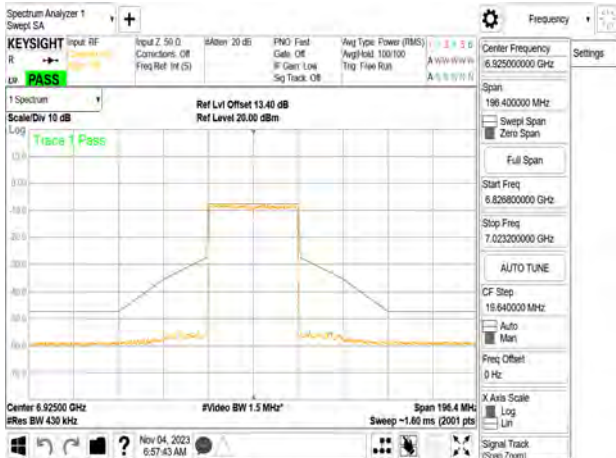 Spectrum Analyzer 1
Swept SA
+
Frequency
KEYSIGHT
Input: RF
Input Z: 50 Ω
#Atten: 20 dB
PNO: Fast
Avg Type: Power (RMS)
R
Corrections: Off
Gate: Off
Avg|Hold: 100/100
Freq Ref: Int (S)
IF Gain: Low
Trig: Free Run
Sig Track: Off
PASS
1 Spectrum
Scale/Div 10 dB
Ref Lvl Offset 13.40 dB
Ref Level 20.00 dBm
Log
Trace 1 Pass
Center 6.92500 GHz
#Res BW 430 kHz
#Video BW 1.5 MHz*
Span 196.4 MHz
Sweep ~1.60 ms (2001 pts
Nov 04, 2023
6:57:43 AM
?
Center Frequency
6.925000000 GHz
Settings
Span
196.400000 MHz
Swept Span
Zero Span
Full Span
Start Freq
6.826800000 GHz
Stop Freq
7.023200000 GHz
AUTO TUNE
CF Step
19.640000 MHz
Auto
Man
Freq Offset
0 Hz
X Axis Scale
Log
Lin
Signal Track
(Span Zoom)